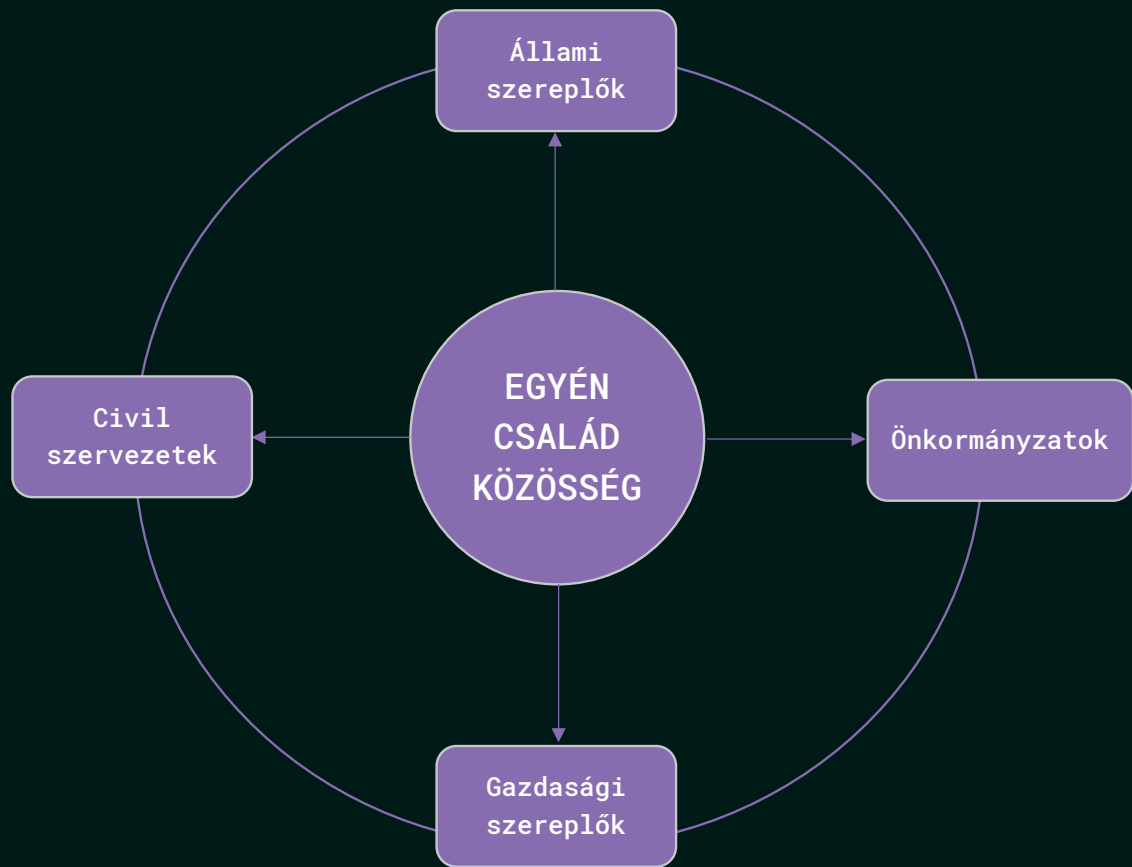 Állami
szereplők
EGYÉN
CSALÁD
KÖZÖSSÉG
Civil
szervezetek
Önkormányzatok
Gazdasági
szereplők